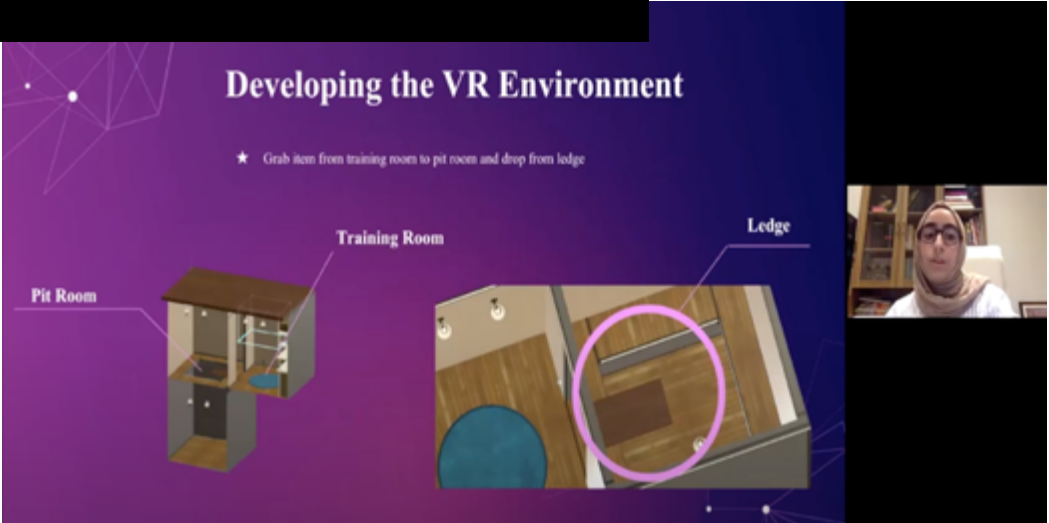 Developing the VR Environment
★ Grab item from training room to pit room and drop from ledge
Ledge
Training Room
Pit Room